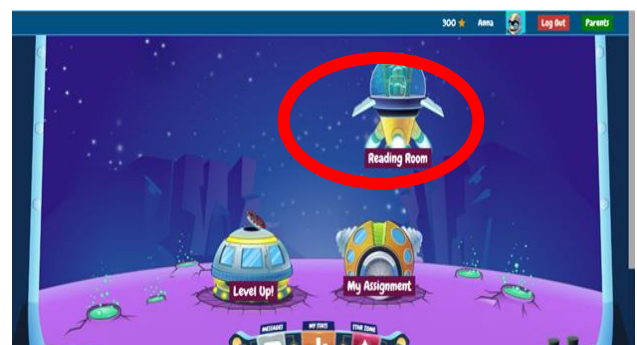 300 Anna Log Out Parents
Reading Room
Level Up!
My Assignment
MESSAGES MY STATS STAR ZONE